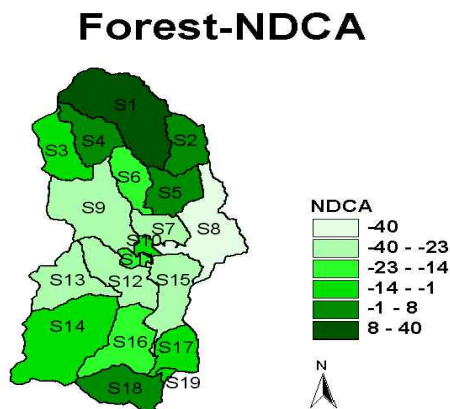 Forest-NDCA
S1
S4
S2
S3
S6
S5
S9
S7
S8
S10
S11
S13
S12
S15
S14
S16
S17
S18
S19
NDCA
-40
-40 - -23
-23 - -14
-14 - -1
-1 - 8
8 - 40
N